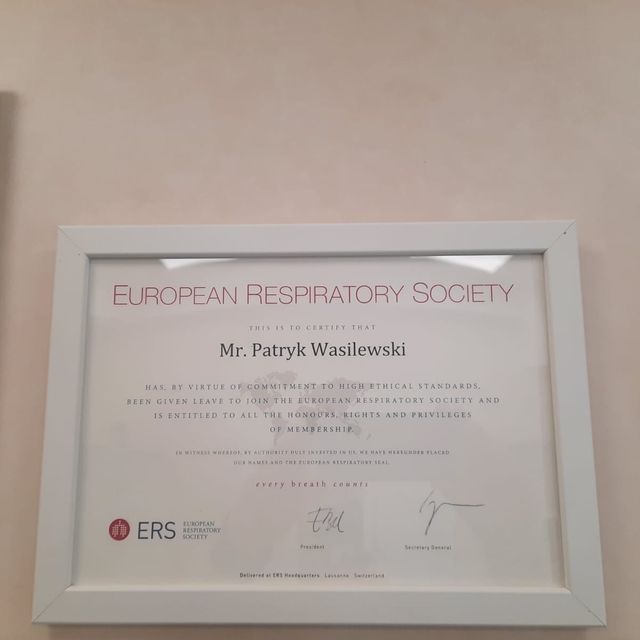 EUROPEAN RESPIRATORY SOCIETY
THIS IS TO CERTIFY THAT
Mr. Patryk Wasilewski
HAS, BY VIRTUE OF COMMITMENT TO HIGH ETHICAL STANDARDS,
BEEN GIVEN LEAVE TO JOIN THE EUROPEAN RESPIRATORY SOCIETY AND
IS ENTITLED TO ALL THE HONOURS, RIGHTS AND PRIVILEGES
OF MEMBERSHIP.
IN WITNESS WHEREOF, BY AUTHORITY DULY INVESTED IN US, WE HAVE HEREUNDER PLACED
OUR NAMES AND THE EUROPEAN RESPIRATORY SEAL.
every breath counts
ERS
EUROPEAN
RESPIRATORY
SOCIETY
President
Secretary General
Delivered at ERS Headquarters Lausanne Switzerland